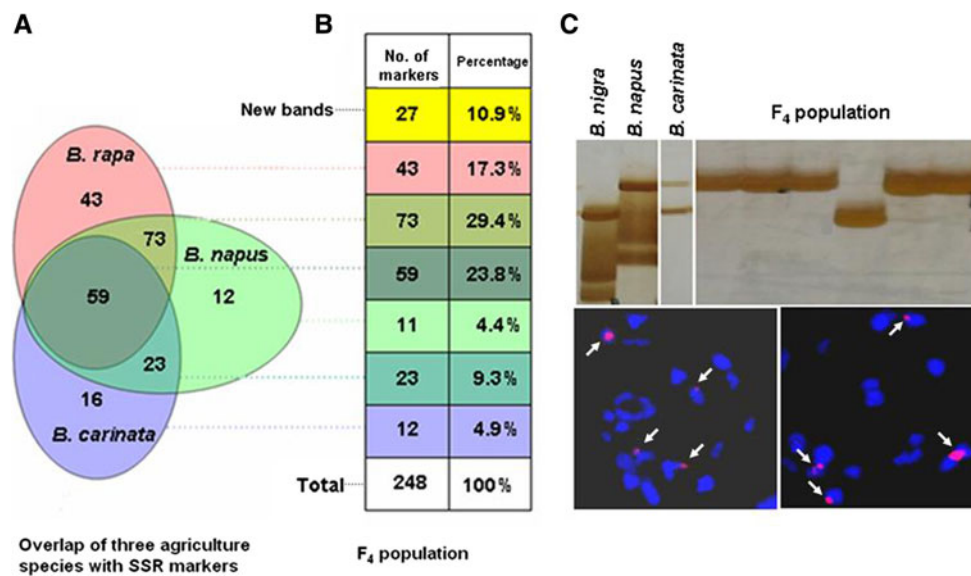 A
B. rapa
43
73
B. napus
59
12
23
16
B. carinata
Overlap of three agriculture
species with SSR markers
B
No. of
markers
Percentage
New bands
27
10.9%
43
17.3%
73
29.4%
59
23.8%
11
4.4%
23
9.3%
12
4.9%
Total
248
100%
F₄ population
C
B. nigra
B. napus
B. carinata
F₄ population